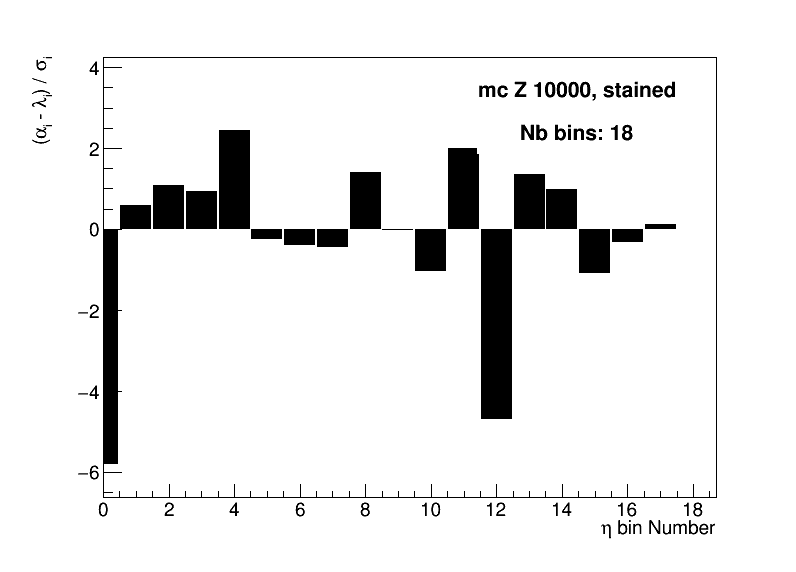 (αi - λi) / σi
4
2
0
−2
−4
−6
mc Z 10000, stained
Nb bins: 18
0 2 4 6 8 10 12 14 16 18
η bin Number